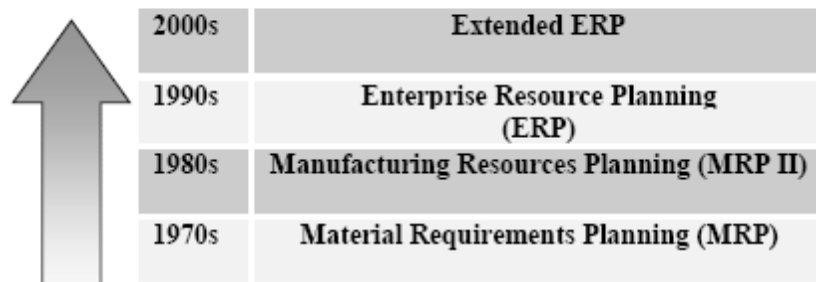 2000s Extended ERP
1990s Enterprise Resource Planning
(ERP)
1980s Manufacturing Resources Planning (MRP II)
1970s Material Requirements Planning (MRP)